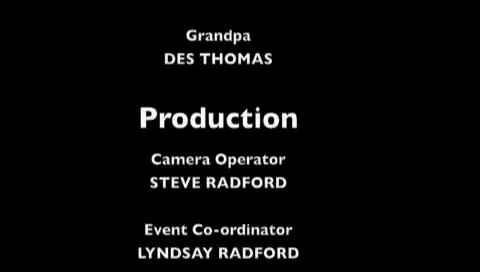 Grandpa
DES THOMAS
Production
Camera Operator
STEVE RADFORD
Event Co-ordinator
LYNDSAY RADFORD